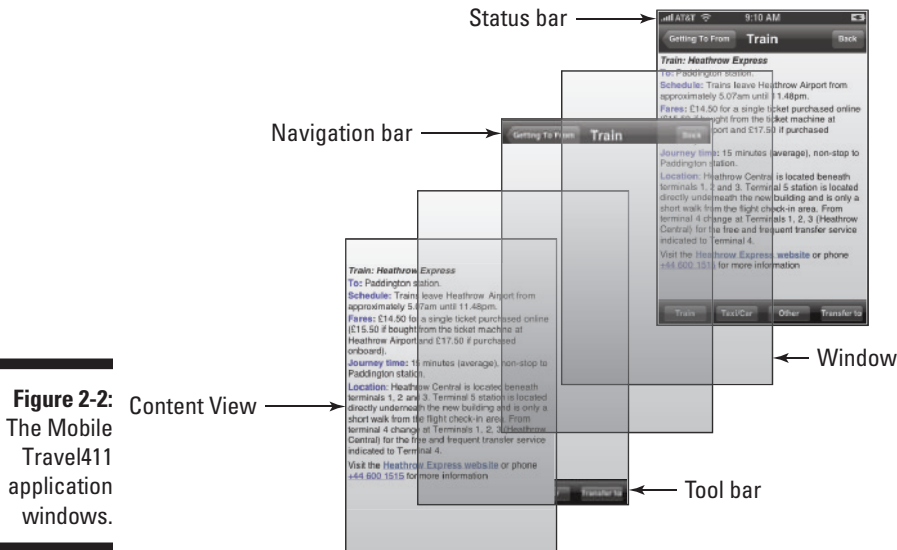 Status bar
AT&T 9:10 AM
Getting To From Train Back
Train: Heathrow Express
To: Paddington station.
Schedule: Trains leave Heathrow Airport from
approximately 5.07am until 11.48pm.
Fares: £14.50 for a single ticket purchased online
if bought from the ticket machine at
port and £17.50 if purchased
Journey time: 15 minutes (average), non-stop to
Paddington station.
Location: Heathrow Central is located beneath
terminals 1, 2 and 3. Terminal 5 station is located
directly underneath the new building and is only a
short walk from the flight check-in area. From
terminal 4 change at Terminals 1, 2, 3 (Heathrow
Central) for the free and frequent transfer service
indicated to Terminal 4.
Visit the Heathrow Express website or phone
+44 600 1515 for more information
Train Taxi/Car Other Transfer to
Navigation bar
Getting To From Train Back
Window
Content View
Train: Heathrow Express
To: Paddington station.
Schedule: Trains leave Heathrow Airport from
approximately 5.07am until 11.48pm.
Fares: £14.50 for a single ticket purchased online
(£15.50 if bought from the ticket machine at
Heathrow Airport and £17.50 if purchased
onboard).
Journey time: 15 minutes (average), non-stop to
Paddington station.
Location: Heathrow Central is located beneath
terminals 1, 2 and 3. Terminal 5 station is located
directly underneath the new building and is only a
short walk from the flight check-in area. From
terminal 4 change at Terminals 1, 2, 3 (Heathrow
Central) for the free and frequent transfer service
indicated to Terminal 4.
Visit the Heathrow Express website or phone
+44 600 1515 for more information
r Transfer to
Tool bar
Figure 2-2:
The Mobile
Travel411
application
windows.